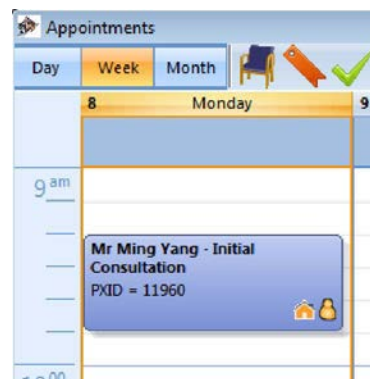 Appointments
Day Week Month
8 Monday 9
9 am
Mr Ming Yang - Initial
Consultation
PXID = 11960